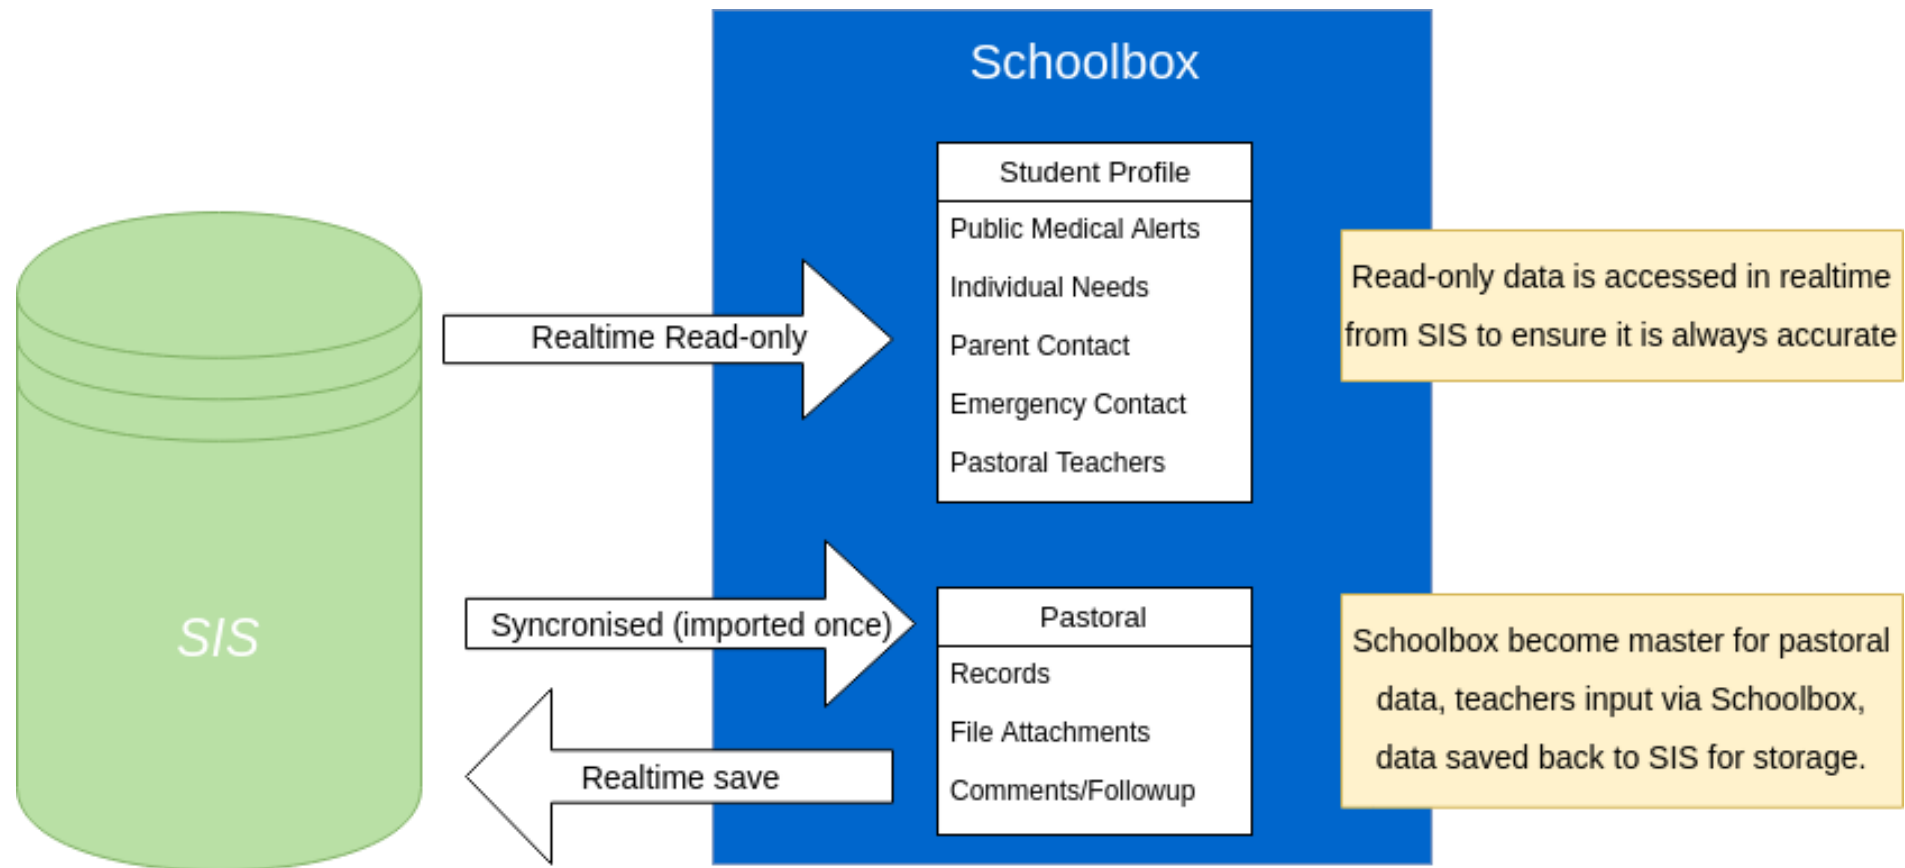 Schoolbox
Student Profile
Public Medical Alerts
Individual Needs
Parent Contact
Emergency Contact
Pastoral Teachers
Realtime Read-only
Read-only data is accessed in realtime
from SIS to ensure it is always accurate
SIS
Syncronised (imported once)
Realtime save
Pastoral
Records
File Attachments
Comments/Followup
Schoolbox become master for pastoral
data, teachers input via Schoolbox,
data saved back to SIS for storage.